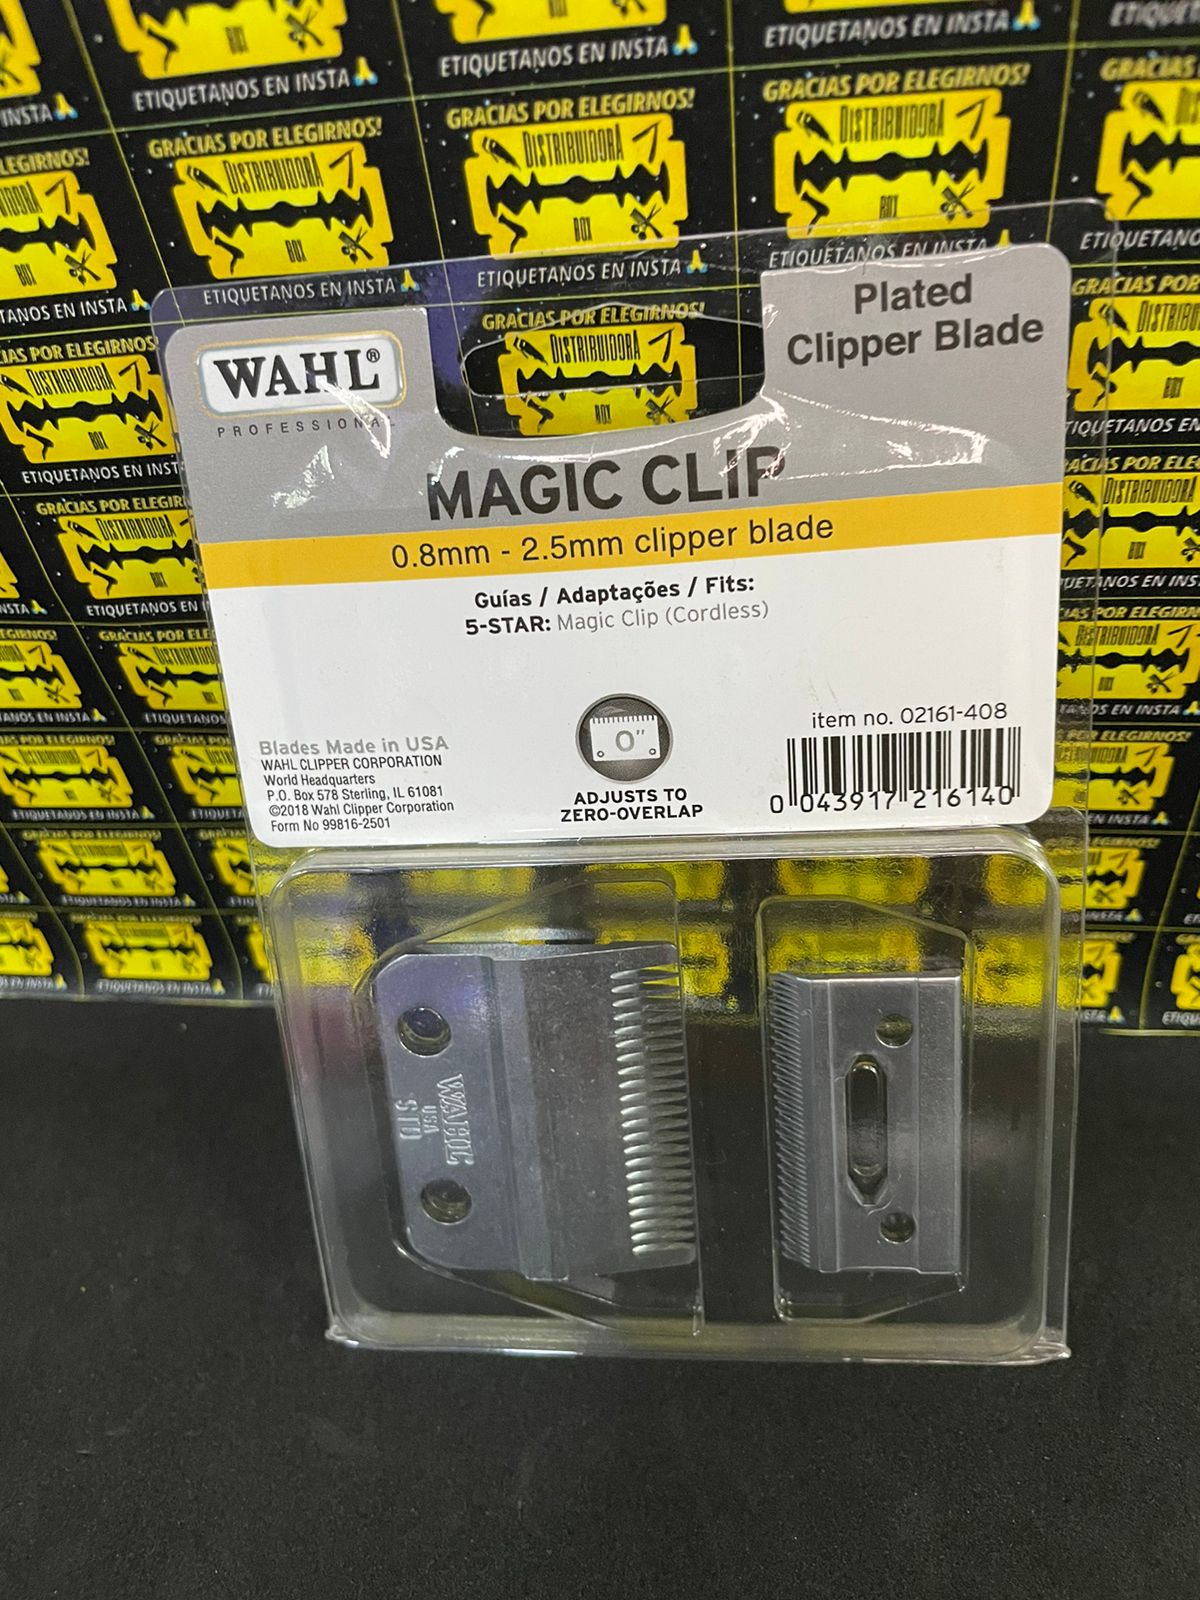 GRACIAS POR ELEGIRNOS!
DISTRIBUIDORA
BOX
ETIQUETANOS EN INSTA🙏
WAHL®
PROFESSIONAL
Plated
Clipper Blade
MAGIC CLIP
0.8mm - 2.5mm clipper blade
Guías / Adaptações / Fits:
5-STAR: Magic Clip (Cordless)
Blades Made in USA
WAHL CLIPPER CORPORATION
World Headquarters
P.O. Box 578 Sterling, IL 61081
©2018 Wahl Clipper Corporation
Form No 99816-2501
0"
ADJUSTS TO
ZERO-OVERLAP
item no. 02161-408
0 043917 216140
WAHL
USA
STD